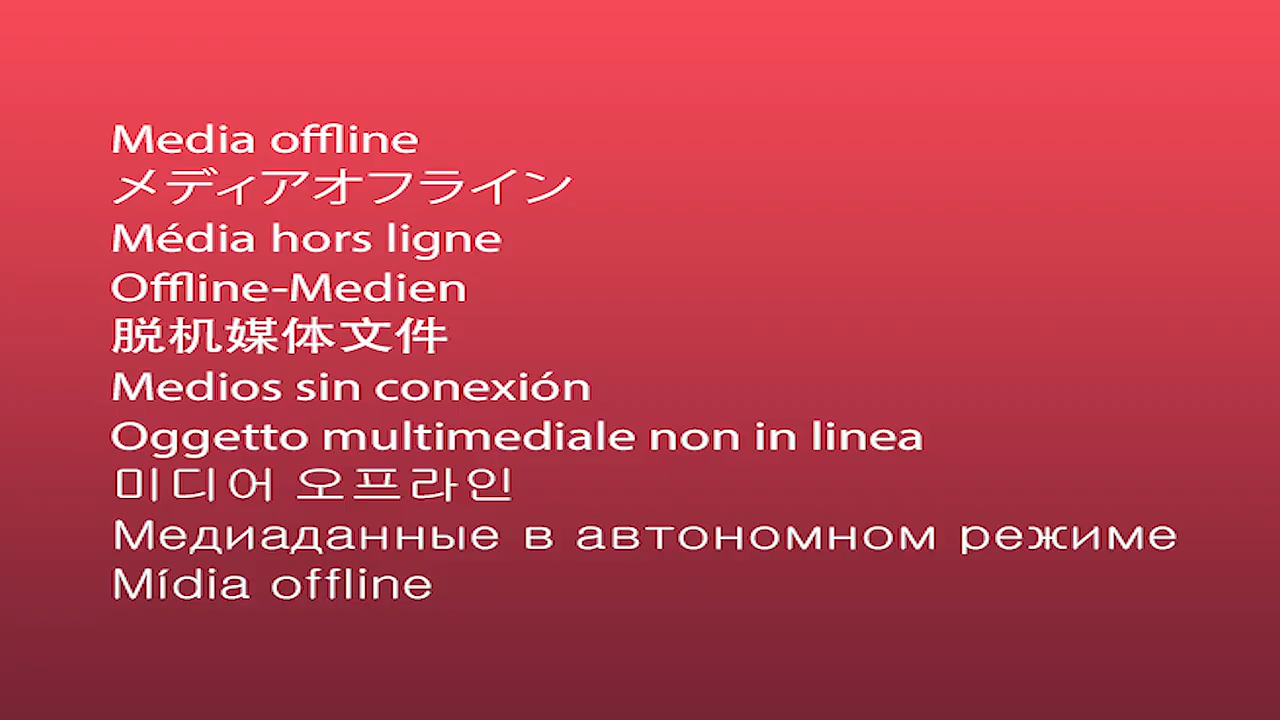 Media offline
メディアオフライン
Média hors ligne
Offline-Medien
脱机媒体文件
Medios sin conexión
Oggetto multimediale non in linea
미디어 오프라인
Медиаданные в автономном режиме
Mídia offline